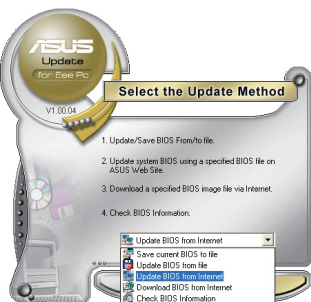 ASUS
Update
for Eee Pc
V1.00.04
Select the Update Method
1. Update/Save BIOS From/to file.
2. Update system BIOS using a specified BIOS file on
ASUS Web Site.
3. Download a specified BIOS image file via Internet.
4. Check BIOS Information.
Update BIOS from Internet
Save current BIOS to file
Update BIOS from file
Update BIOS from Internet
Download BIOS from Internet
Check BIOS Information